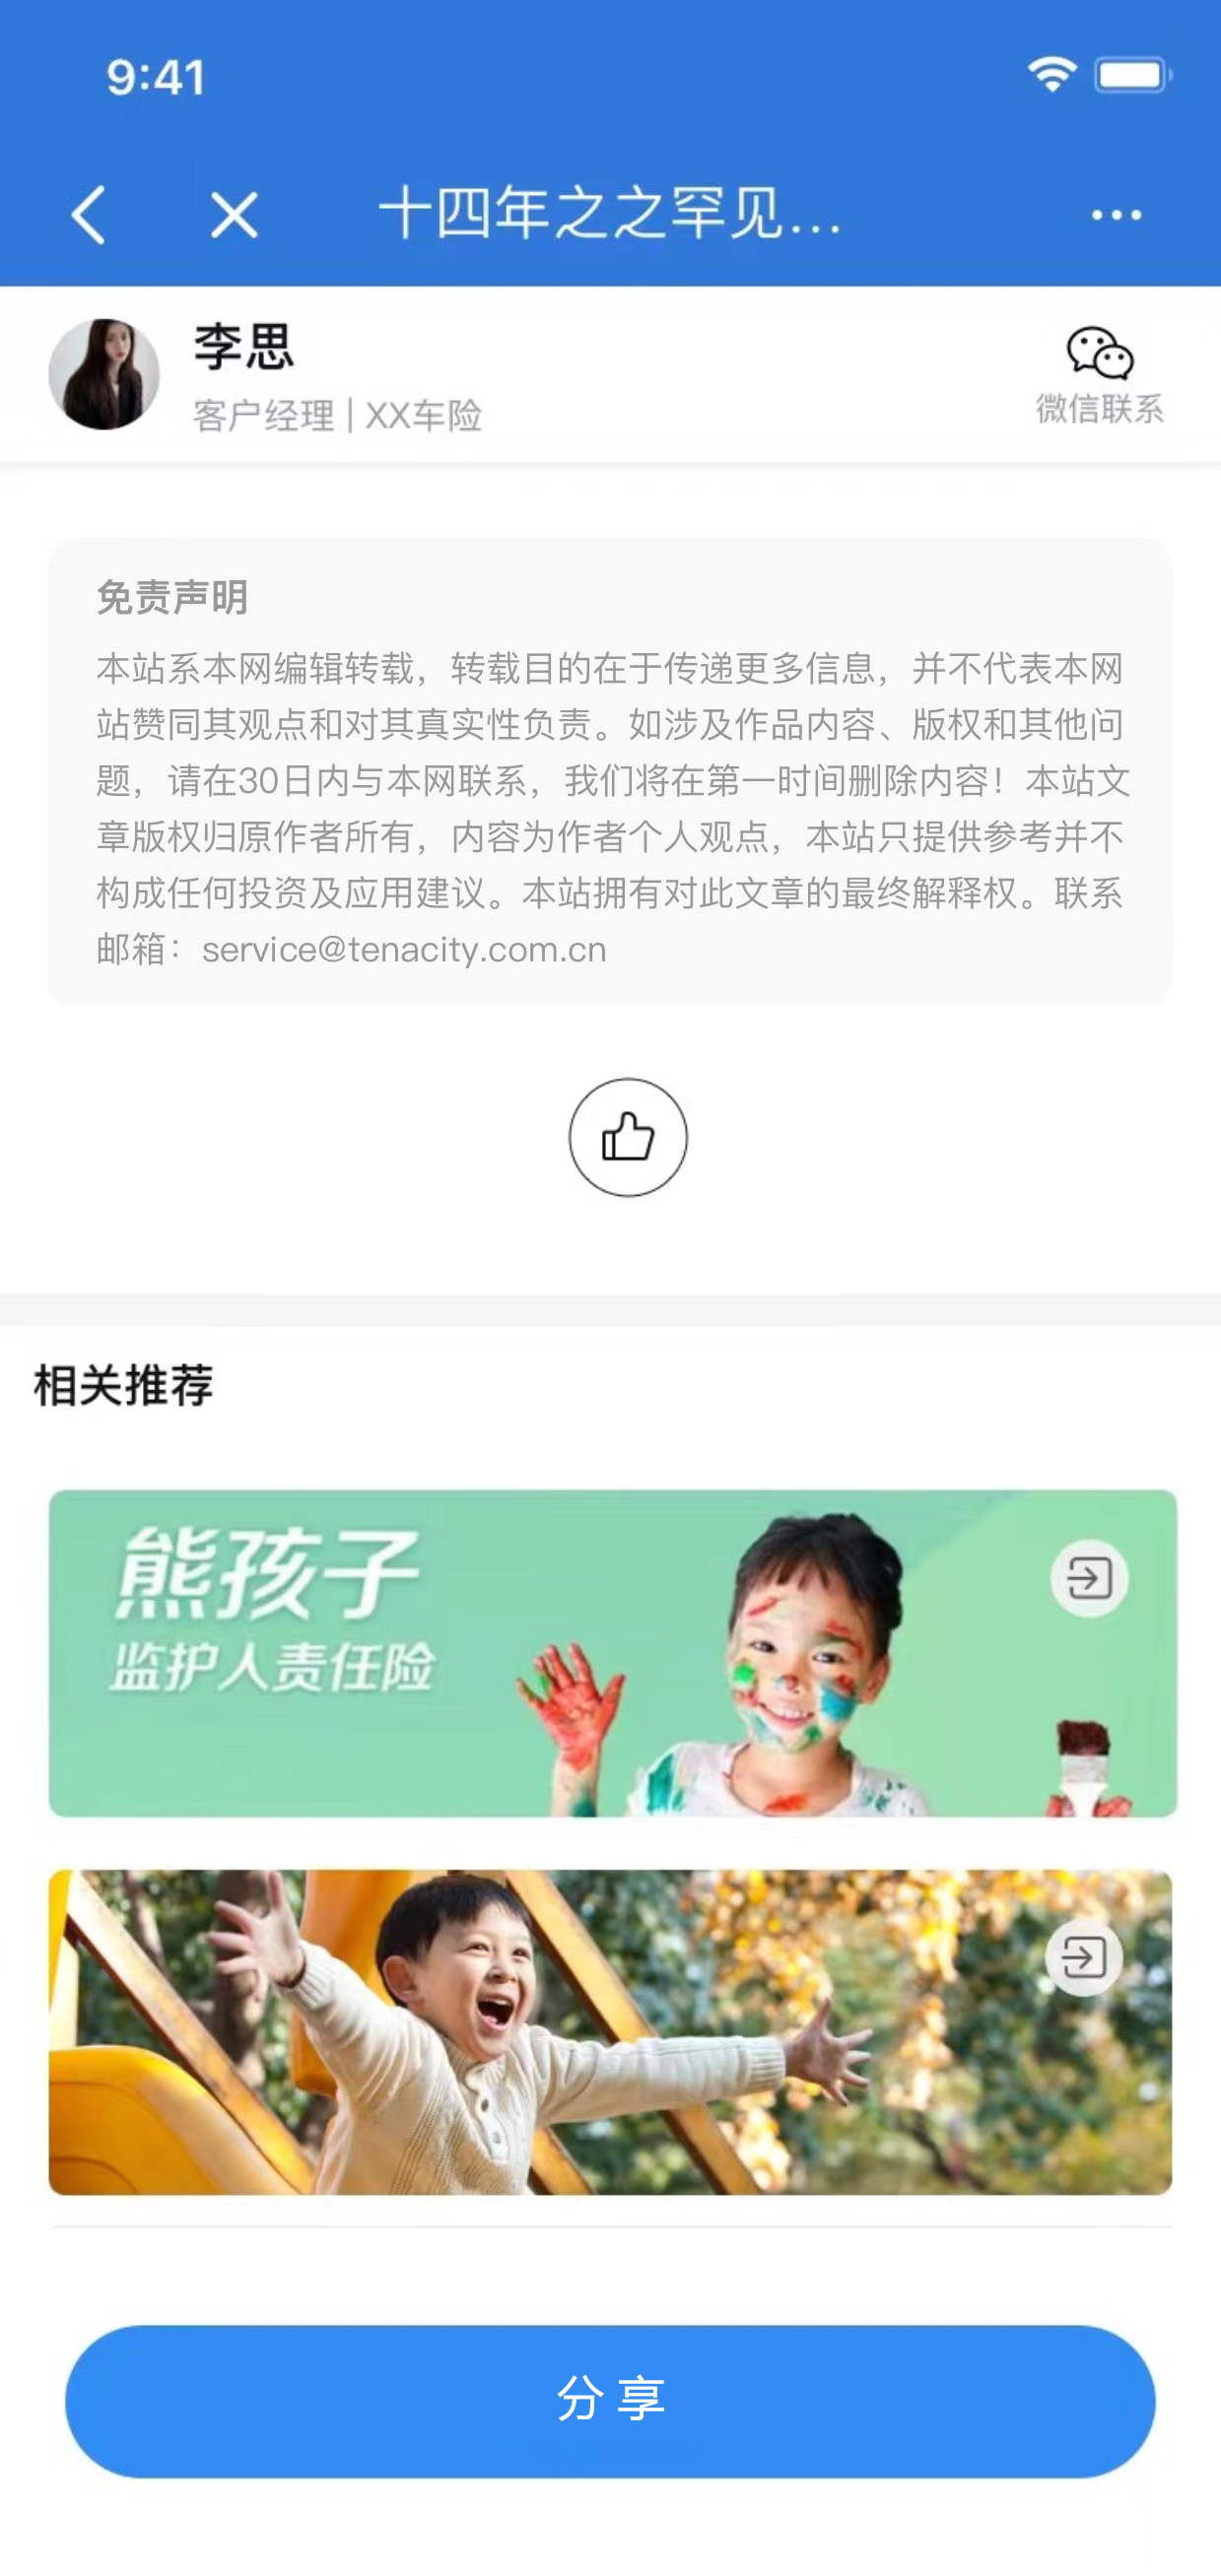 9:41
十四年之之罕见...
李思
客户经理 | XX车险
微信联系
免责声明
本站系本网编辑转载，转载目的在于传递更多信息，并不代表本网
站赞同其观点和对其真实性负责。如涉及作品内容、版权和其他问
题，请在30日内与本网联系，我们将在第一时间删除内容！本站文
章版权归原作者所有，内容为作者个人观点，本站只提供参考并不
构成任何投资及应用建议。本站拥有对此文章的最终解释权。联系
邮箱：service@tenacity.com.cn
相关推荐
熊孩子
监护人责任险
分享